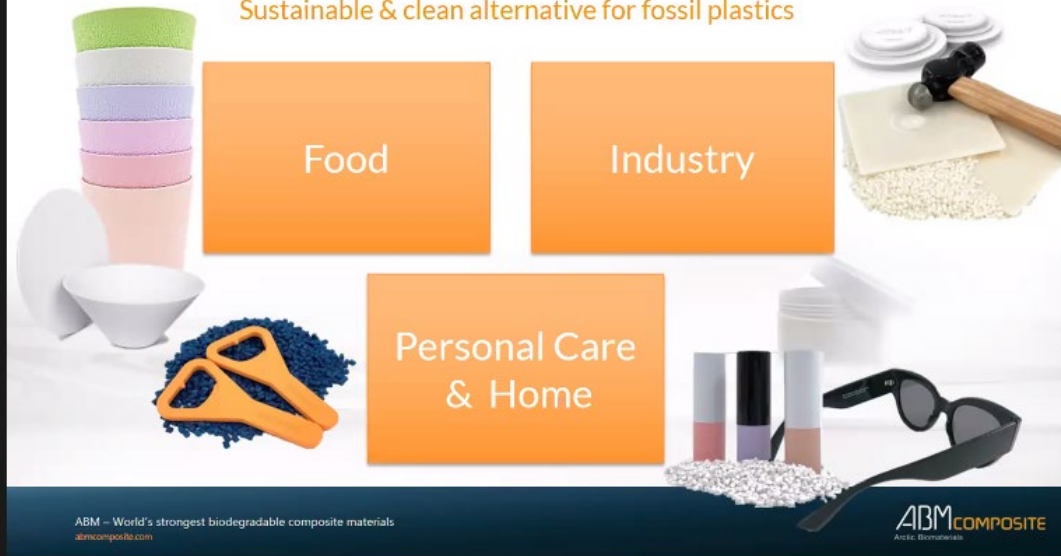 Sustainable & clean alternative for fossil plastics
Food
Industry
Personal Care
& Home
ABM – World's strongest biodegradable composite materials
abmcomposite.com
ABMCOMPOSITE
Arctic Biomaterials